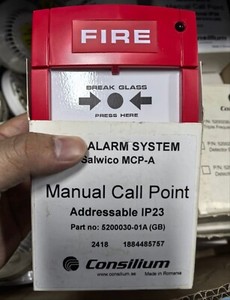 FIRE
BREAK GLASS
PRESS HERE
ALARM SYSTEM
Salwico MCP-A
Manual Call Point
Addressable IP23
Part no: 5200030-01A (GB)
2418 1884485757
Consilium
www.consilium.se Made in Romania